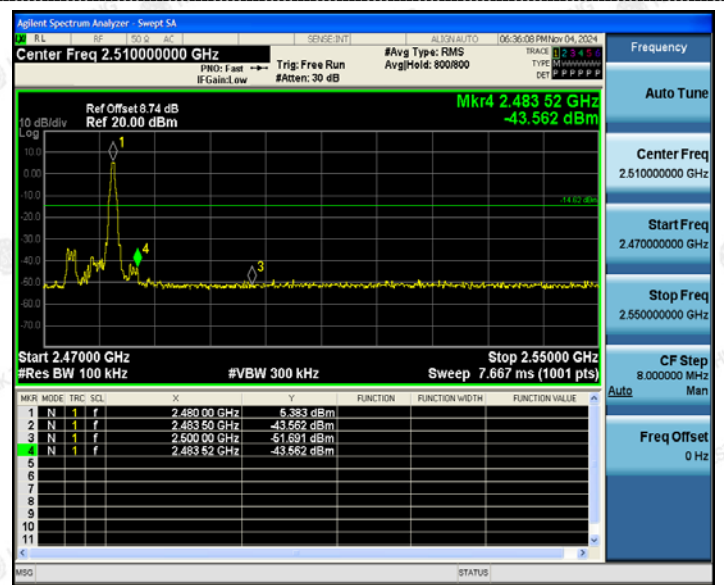 Agilent Spectrum Analyzer - Swept SA
RL RF 50 Ω AC SENSE:INT ALIGNAUTO 06:36:08 PM Nov 04, 2024
Center Freq 2.510000000 GHz
PNO: Fast
IFGain:Low
Trig: Free Run
#Atten: 30 dB
#Avg Type: RMS
Avg|Hold: 800/800
TRACE 1 2 3 4 5 6
TYPE M WWWWW
DET P P P P P P
Mkr4 2.483 52 GHz
-43.562 dBm
Ref Offset 8.74 dB
10 dB/div Ref 20.00 dBm
Log
10.0
0.00
-10.0
-20.0
-30.0
-40.0
-50.0
-60.0
-70.0
1
4
3
-14.62 dBm
Start 2.47000 GHz Stop 2.55000 GHz
#Res BW 100 kHz #VBW 300 kHz Sweep 7.667 ms (1001 pts)
MKR MODE TRC SCL X Y FUNCTION FUNCTION WIDTH FUNCTION VALUE
1 N 1 f 2.480 00 GHz 5.383 dBm
2 N 1 f 2.483 50 GHz -43.562 dBm
3 N 1 f 2.500 00 GHz -51.691 dBm
4 N 1 f 2.483 52 GHz -43.562 dBm
5
6
7
8
9
10
11
MSG STATUS
Frequency
Auto Tune
Center Freq
2.510000000 GHz
Start Freq
2.470000000 GHz
Stop Freq
2.550000000 GHz
CF Step
8.000000 MHz
Auto Man
Freq Offset
0 Hz